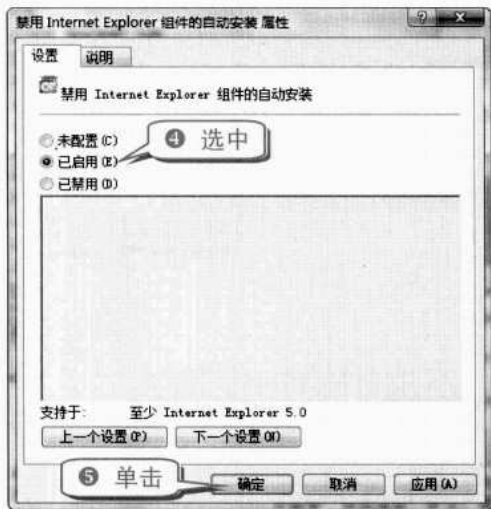 禁用 Internet Explorer 组件的自动安装 属性
设置 说明
禁用 Internet Explorer 组件的自动安装
未配置(C)
❹ 选中
已启用(E)
已禁用(D)
支持于: 至少 Internet Explorer 5.0
上一个设置(P) 下一个设置(N)
❺ 单击
确定 取消 应用(A)